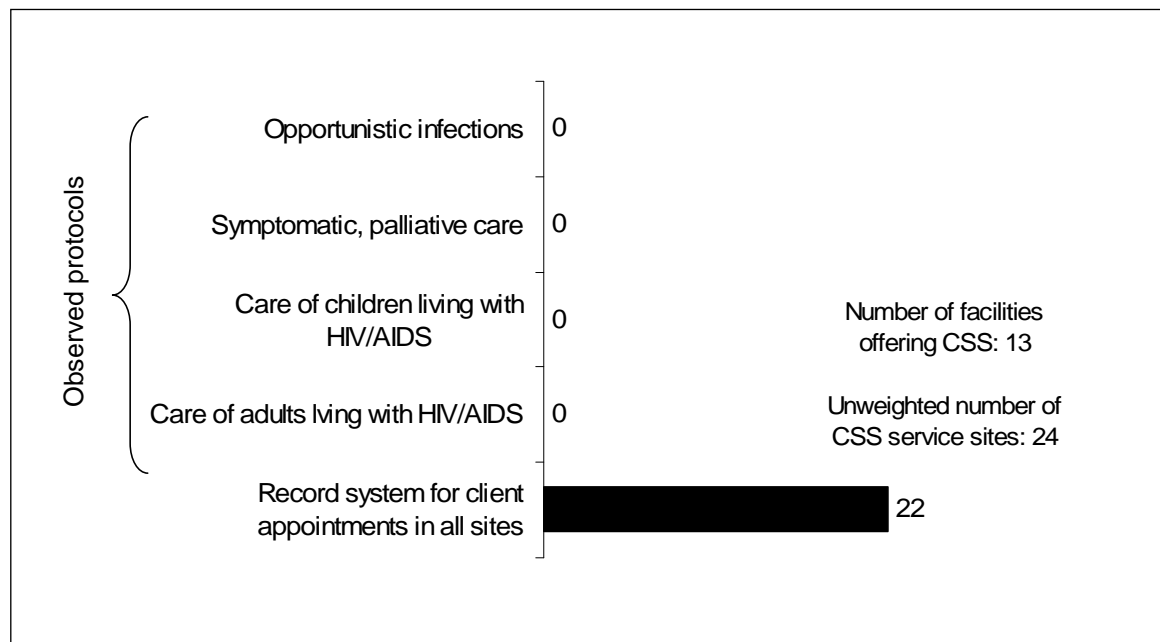 Observed protocols
Opportunistic infections
0
Symptomatic, palliative care
0
Care of children living with
HIV/AIDS
0
Care of adults lving with HIV/AIDS
0
Record system for client
appointments in all sites
22
Number of facilities
offering CSS: 13
Unweighted number of
CSS service sites: 24